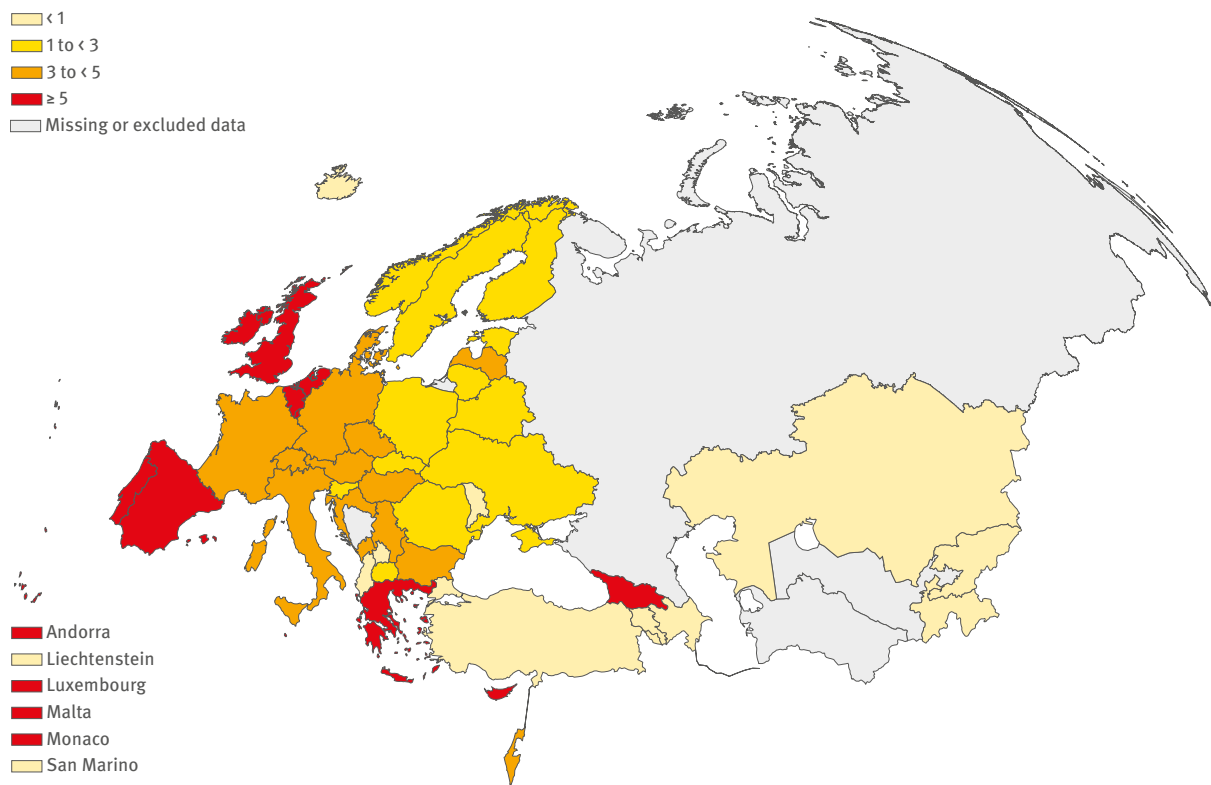 < 1
1 to < 3
3 to < 5
≥ 5
Missing or excluded data
Andorra
Liechtenstein
Luxembourg
Malta
Monaco
San Marino